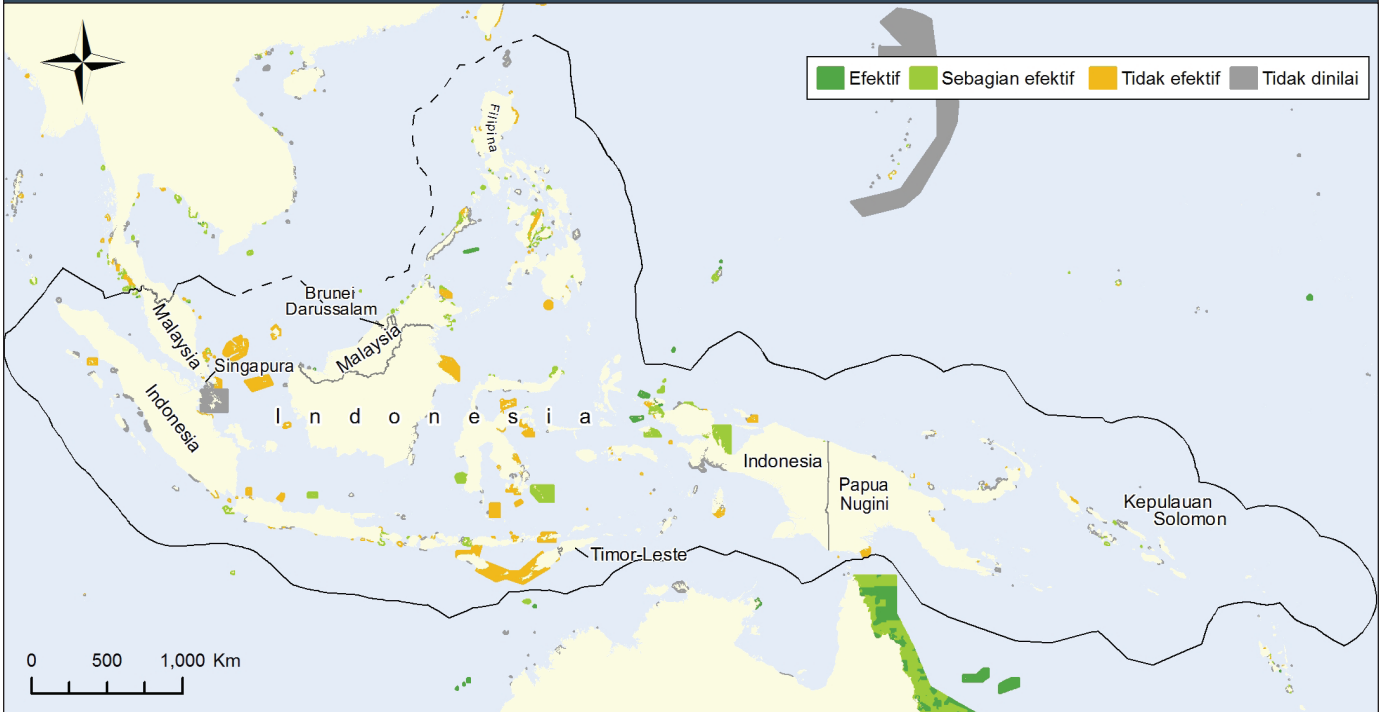 Efektif
Sebagian efektif
Tidak efektif
Tidak dinilai
Filipina
Brunei
Darussalam
Malaysia
Malaysia
Singapura
Indonesia
Indonesia
Indonesia
Papua
Nugini
Kepulauan
Solomon
Timor-Leste
0 500 1,000 Km